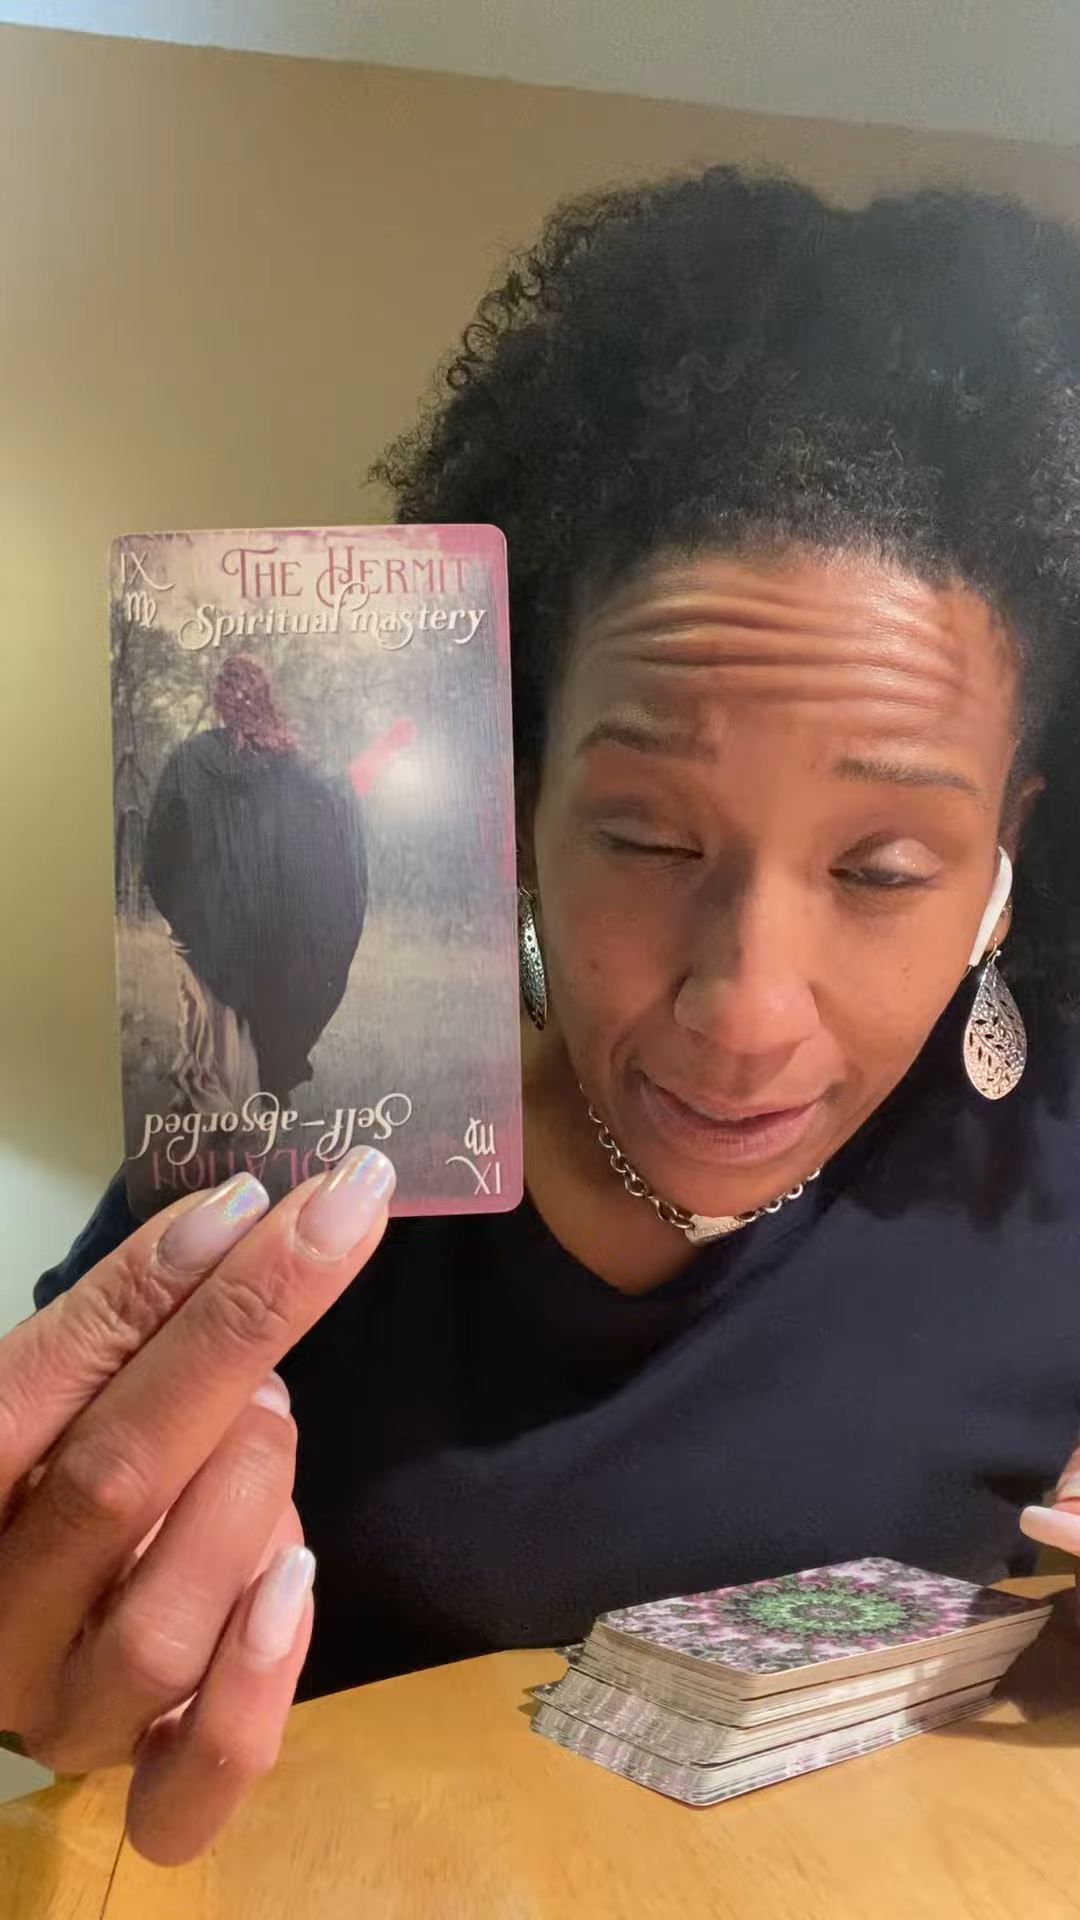 IX
THE HERMIT
♍
Spiritual mastery
Self-absorbed
IX
♍